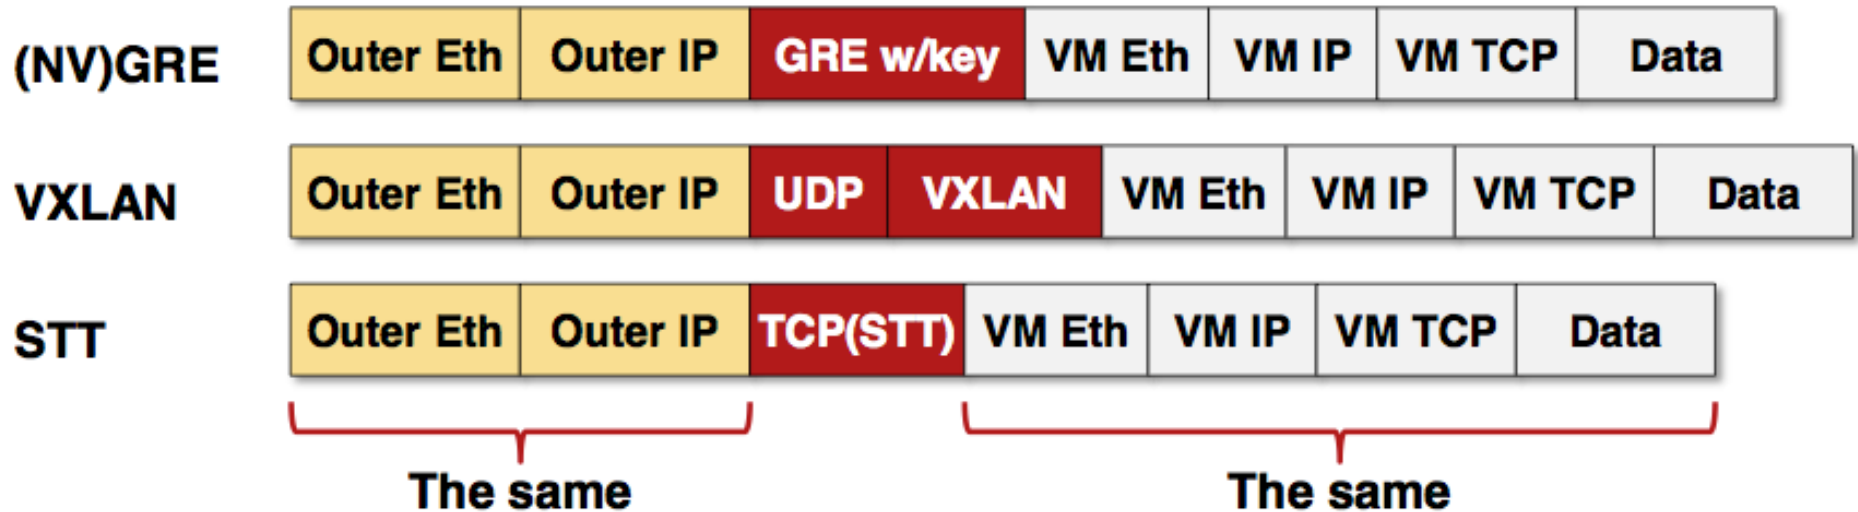 (NV)GRE Outer Eth Outer IP GRE w/key VM Eth VM IP VM TCP Data
VXLAN Outer Eth Outer IP UDP VXLAN VM Eth VM IP VM TCP Data
STT Outer Eth Outer IP TCP(STT) VM Eth VM IP VM TCP Data
The same The same